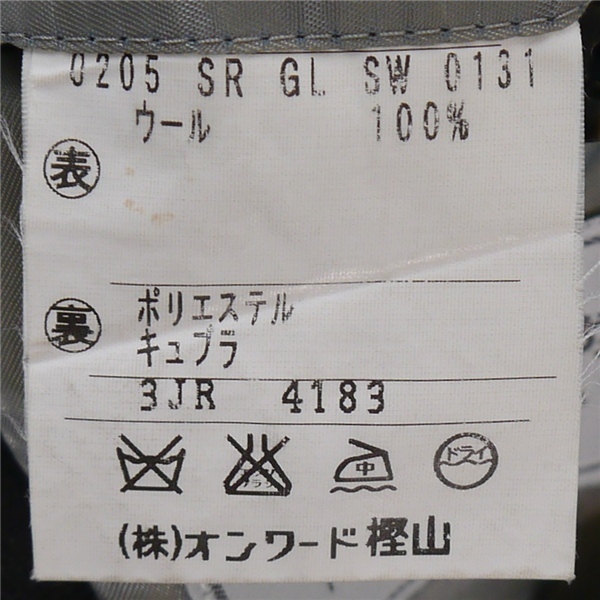 0205 SR GL SW 0131
ウール 100%
表
裏 ポリエステル
キュプラ
3JR 4183
中 ドライ
(株)オンワード樫山